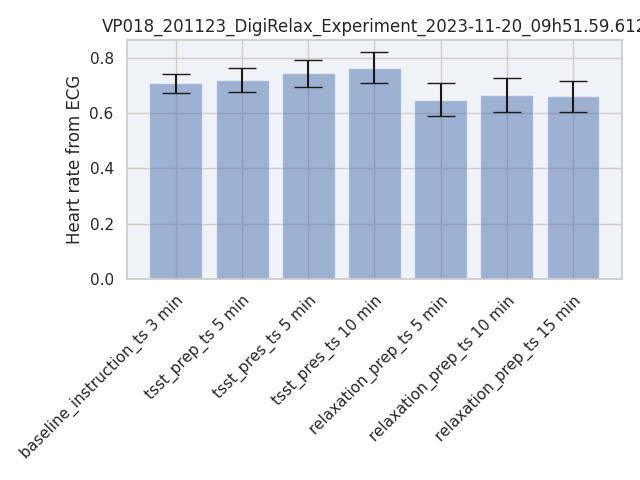 VP018_201123_DigiRelax_Experiment_2023-11-20_09h51.59.612
Heart rate from ECG
0.8
0.6
0.4
0.2
0.0
baseline_instruction_ts 3 min
tsst_prep_ts 5 min
tsst_pres_ts 5 min
tsst_pres_ts 10 min
relaxation_prep_ts 5 min
relaxation_prep_ts 10 min
relaxation_prep_ts 15 min